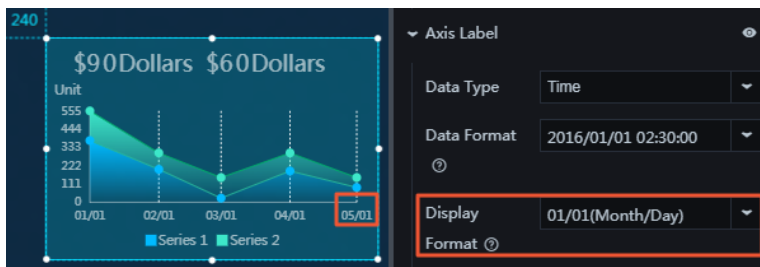 240
$90Dollars $60Dollars
Unit
555
444
333
222
111
0
01/01 02/01 03/01 04/01 05/01
Series 1 Series 2
Axis Label
Data Type Time
Data Format 2016/01/01 02:30:00
Display 01/01(Month/Day)
Format